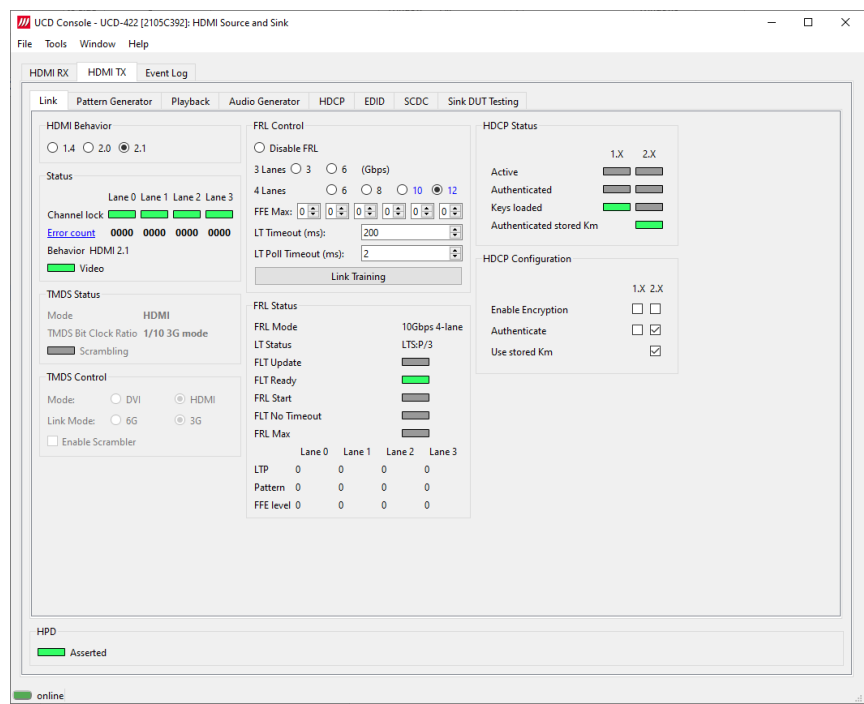 UCD Console - UCD-422 [2105C392]: HDMI Source and Sink
File Tools Window Help
HDMI RX HDMI TX Event Log
Link Pattern Generator Playback Audio Generator HDCP EDID SCDC Sink DUT Testing
HDMI Behavior
1.4 2.0 2.1
Status
Lane 0 Lane 1 Lane 2 Lane 3
Channel lock
Error count 0000 0000 0000 0000
Behavior HDMI 2.1
Video
TMDS Status
Mode HDMI
TMDS Bit Clock Ratio 1/10 3G mode
Scrambling
TMDS Control
Mode: DVI HDMI
Link Mode: 6G 3G
Enable Scrambler
FRL Control
Disable FRL
3 Lanes 3 6 (Gbps)
4 Lanes 6 8 10 12
FFE Max: 0 0 0 0 0 0
LT Timeout (ms): 200
LT Poll Timeout (ms): 2
Link Training
FRL Status
FRL Mode 10Gbps 4-lane
LT Status LTS:P/3
FLT Update
FLT Ready
FRL Start
FLT No Timeout
FRL Max
Lane 0 Lane 1 Lane 2 Lane 3
LTP 0 0 0 0
Pattern 0 0 0 0
FFE level 0 0 0 0
HDCP Status
1.X 2.X
Active
Authenticated
Keys loaded
Authenticated stored Km
HDCP Configuration
1.X 2.X
Enable Encryption
Authenticate
Use stored Km
HPD
Asserted
online